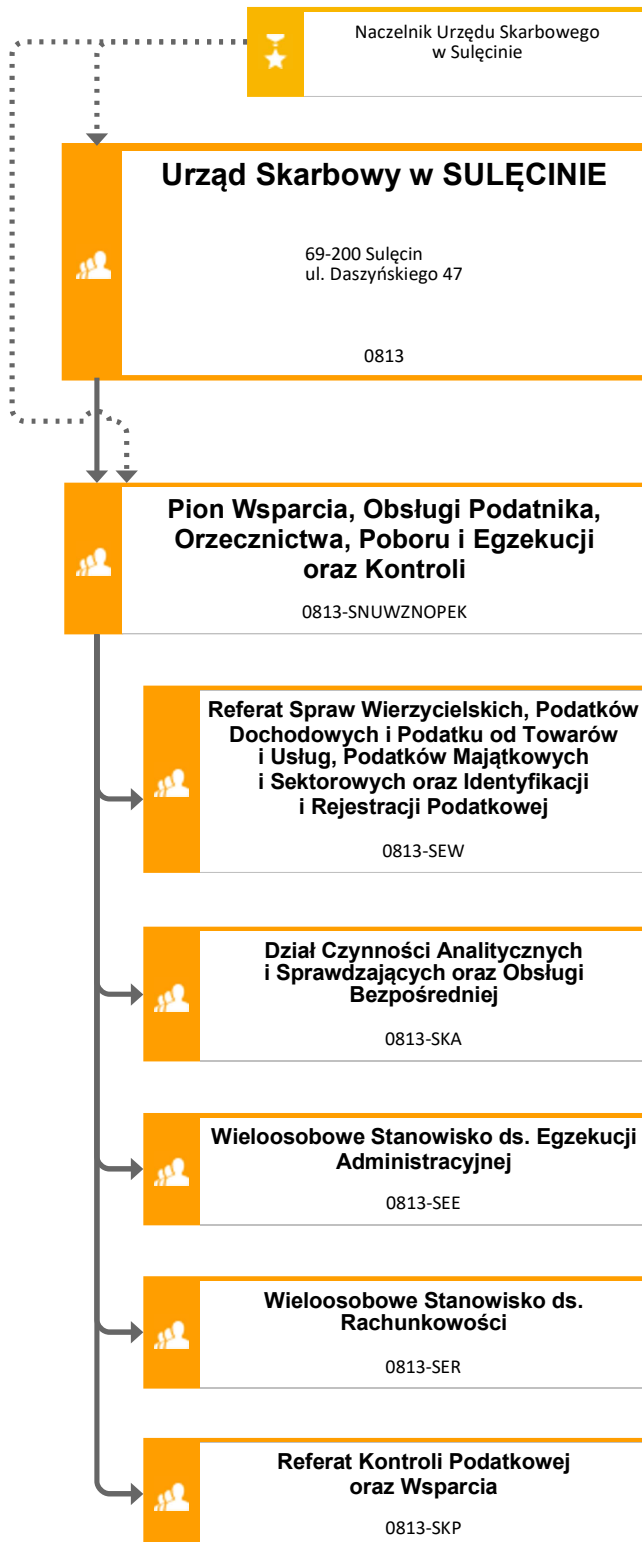 Naczelnik Urzędu Skarbowego
w Sulęcinie
Urząd Skarbowy w SULĘCINIE
69-200 Sulęcin
ul. Daszyńskiego 47
0813
Pion Wsparcia, Obsługi Podatnika,
Orzecznictwa, Poboru i Egzekucji
oraz Kontroli
0813-SNUWZNOPEK
Referat Spraw Wierzycielskich, Podatków
Dochodowych i Podatku od Towarów
i Usług, Podatków Majątkowych
i Sektorowych oraz Identyfikacji
i Rejestracji Podatkowej
0813-SEW
Dział Czynności Analitycznych
i Sprawdzających oraz Obsługi
Bezpośredniej
0813-SKA
Wieloosobowe Stanowisko ds. Egzekucji
Administracyjnej
0813-SEE
Wieloosobowe Stanowisko ds.
Rachunkowości
0813-SER
Referat Kontroli Podatkowej
oraz Wsparcia
0813-SKP